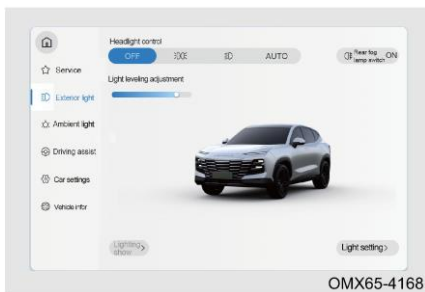 Headlight control
OFF
AUTO
Rear fog
lamp switch
ON
Service
Light leveling adjustment
Exterior light
Ambient light
Driving assist
Car settings
Vehicle infor
Lighting
show>
Light setting>
OMX65-4168